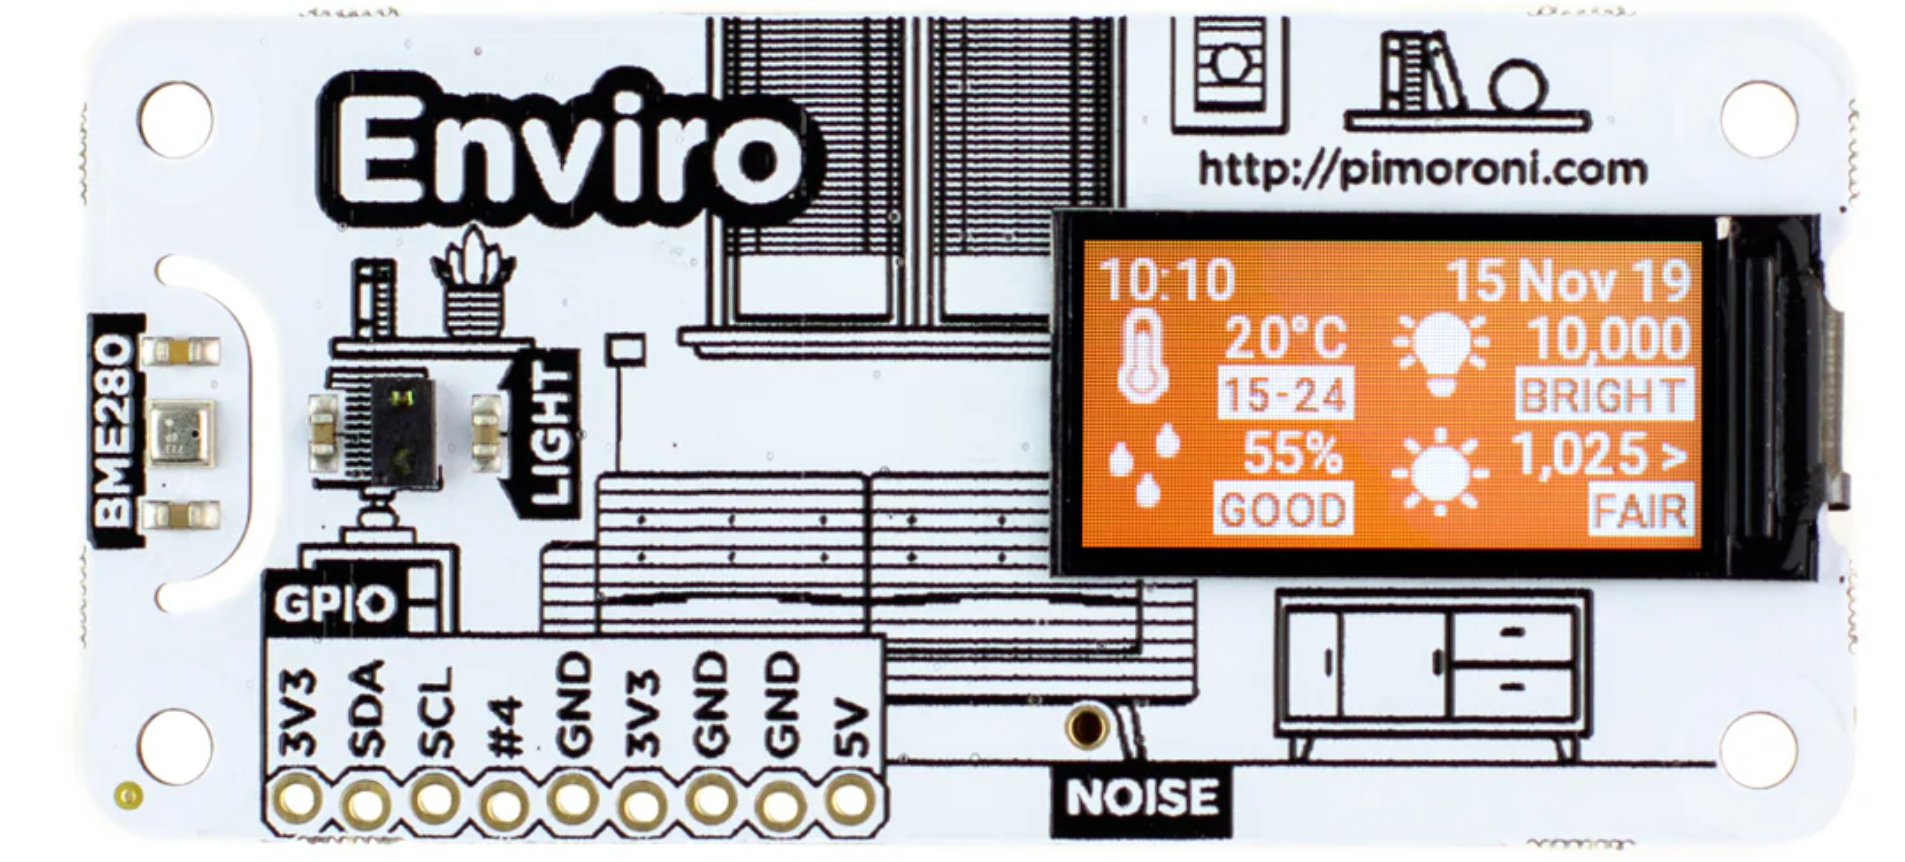 Enviro
http://pimoroni.com
10:10
15 Nov 19
20°C
10,000
15-24
BRIGHT
55%
1,025 >
GOOD
FAIR
BME280
LIGHT
GPIO
3V3
SDA
SCL
#4
GND
3V3
GND
GND
5V
NOISE